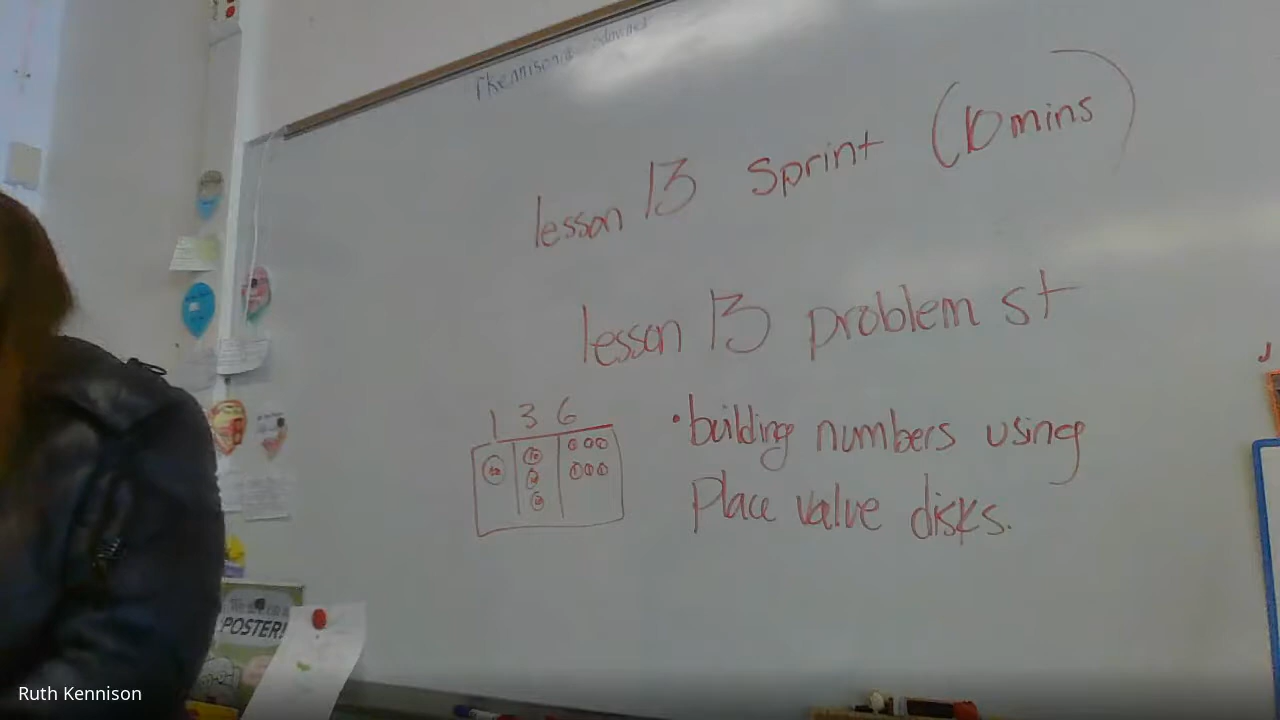 lesson 13 sprint (10mins)
lesson 13 problem st
1 3 6
• building numbers using
Place value disks.
POSTER!
Ruth Kennison